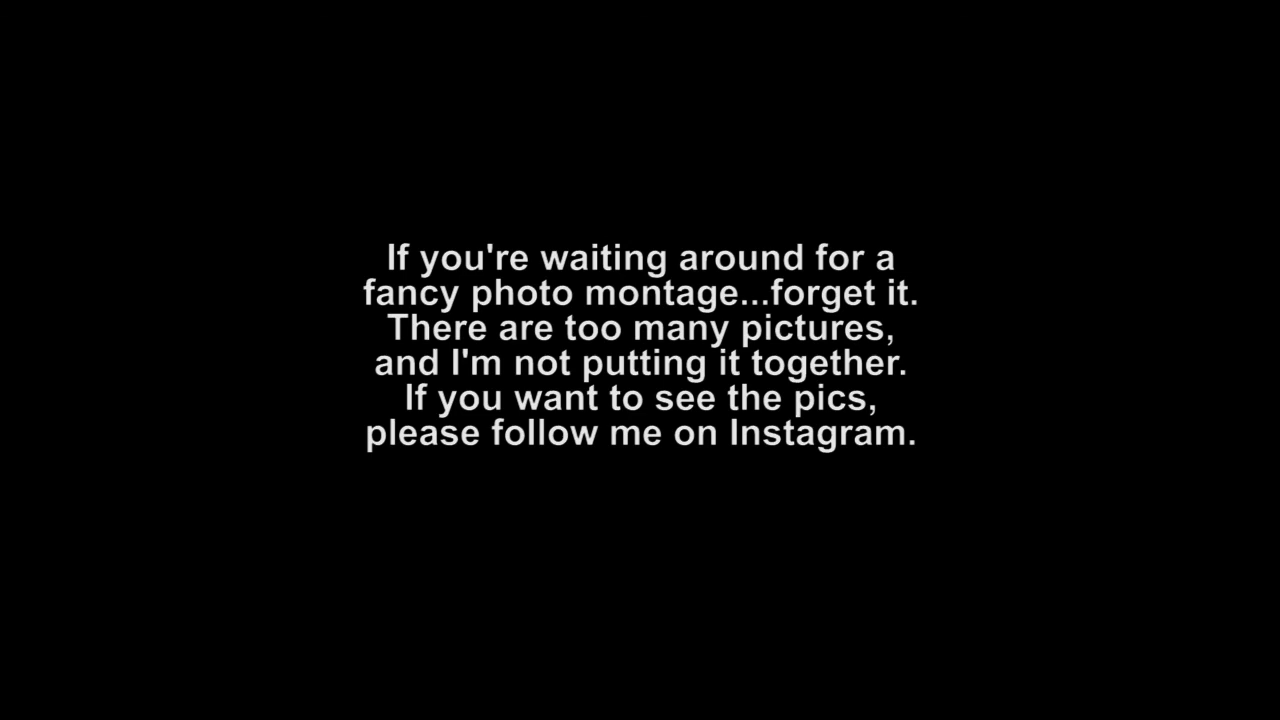 If you're waiting around for a
fancy photo montage...forget it.
There are too many pictures,
and I'm not putting it together.
If you want to see the pics,
please follow me on Instagram.